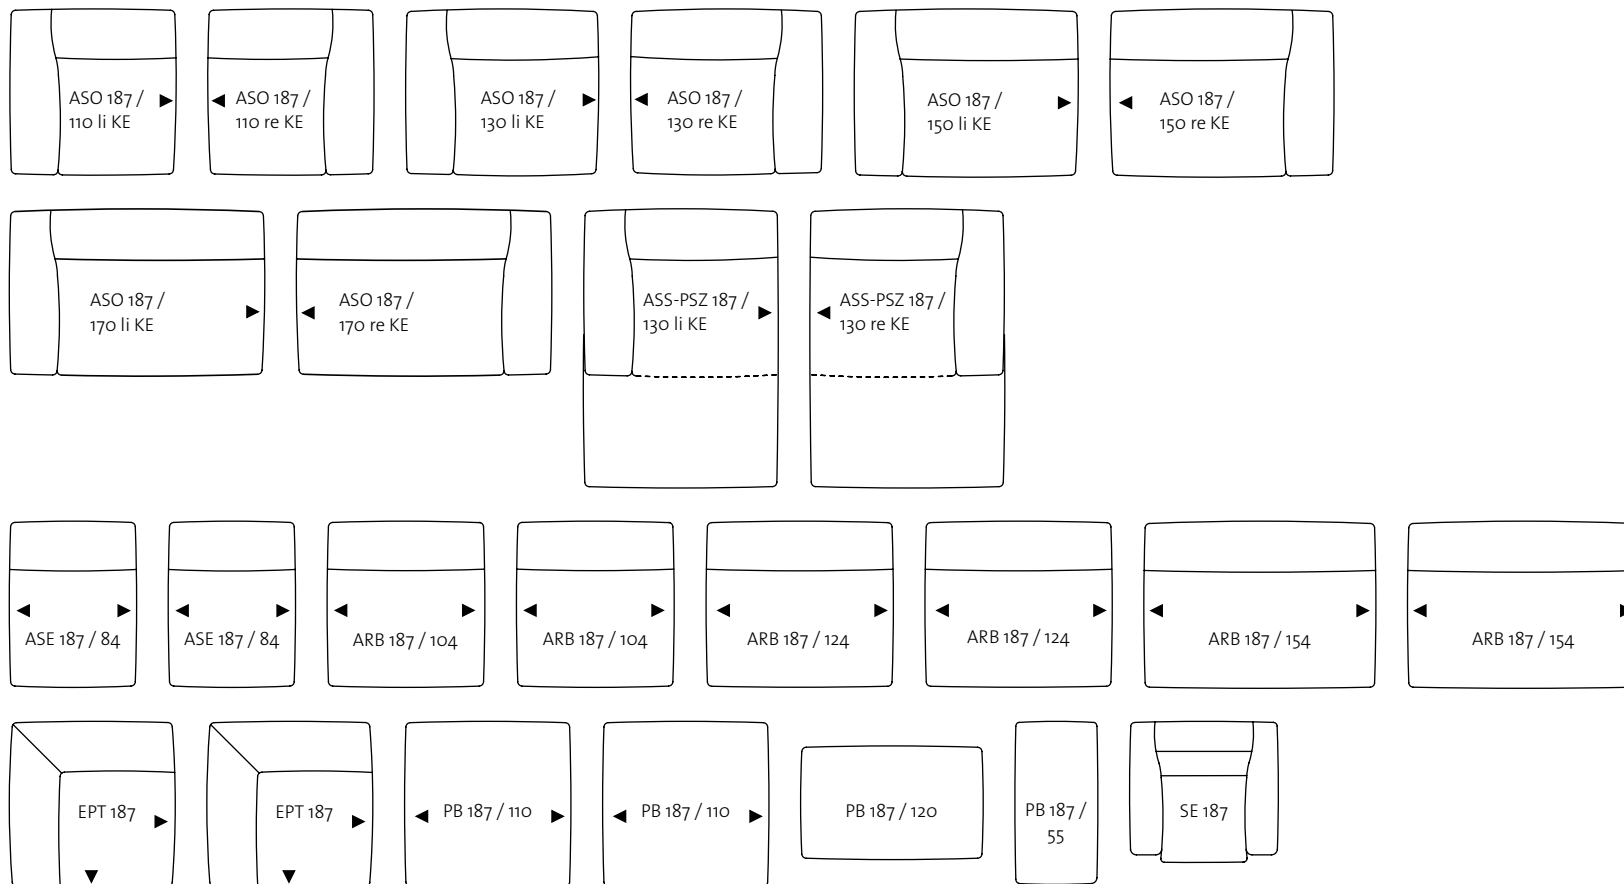 ASO 187 /
110 li KE
ASO 187 /
110 re KE
ASO 187 /
130 li KE
ASO 187 /
130 re KE
ASO 187 /
150 li KE
ASO 187 /
150 re KE
ASO 187 /
170 li KE
ASO 187 /
170 re KE
ASS-PSZ 187 /
130 li KE
ASS-PSZ 187 /
130 re KE
ASE 187 / 84
ASE 187 / 84
ARB 187 / 104
ARB 187 / 104
ARB 187 / 124
ARB 187 / 124
ARB 187 / 154
ARB 187 / 154
EPT 187
EPT 187
PB 187 / 110
PB 187 / 110
PB 187 / 120
PB 187 /
55
SE 187